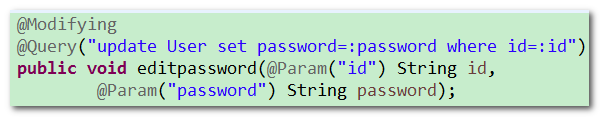 @Modifying
@Query("update User set password=:password where id=:id")
public void editpassword(@Param("id") String id,
@Param("password") String password);